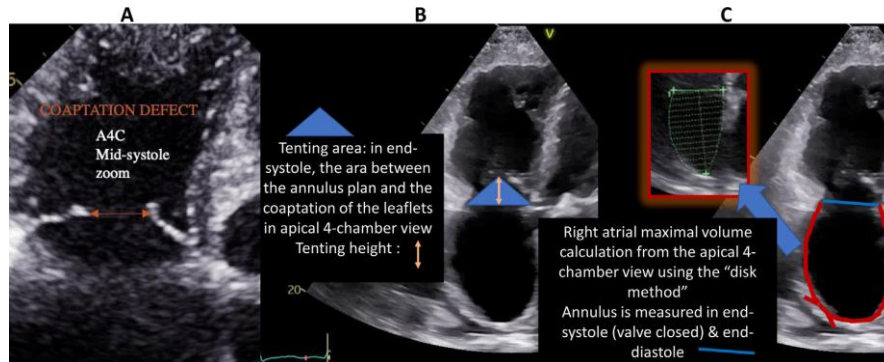 A
B
C
COAPTATION DEFECT
A4C
Mid-systole
zoom
Tenting area: in end-
systole, the ara between
the annulus plan and the
coaptation of the leaflets
in apical 4-chamber view
Tenting height :
20
V
Right atrial maximal volume
calculation from the apical 4-
chamber view using the “disk
method”
Annulus is measured in end-
systole (valve closed) & end-
diastole